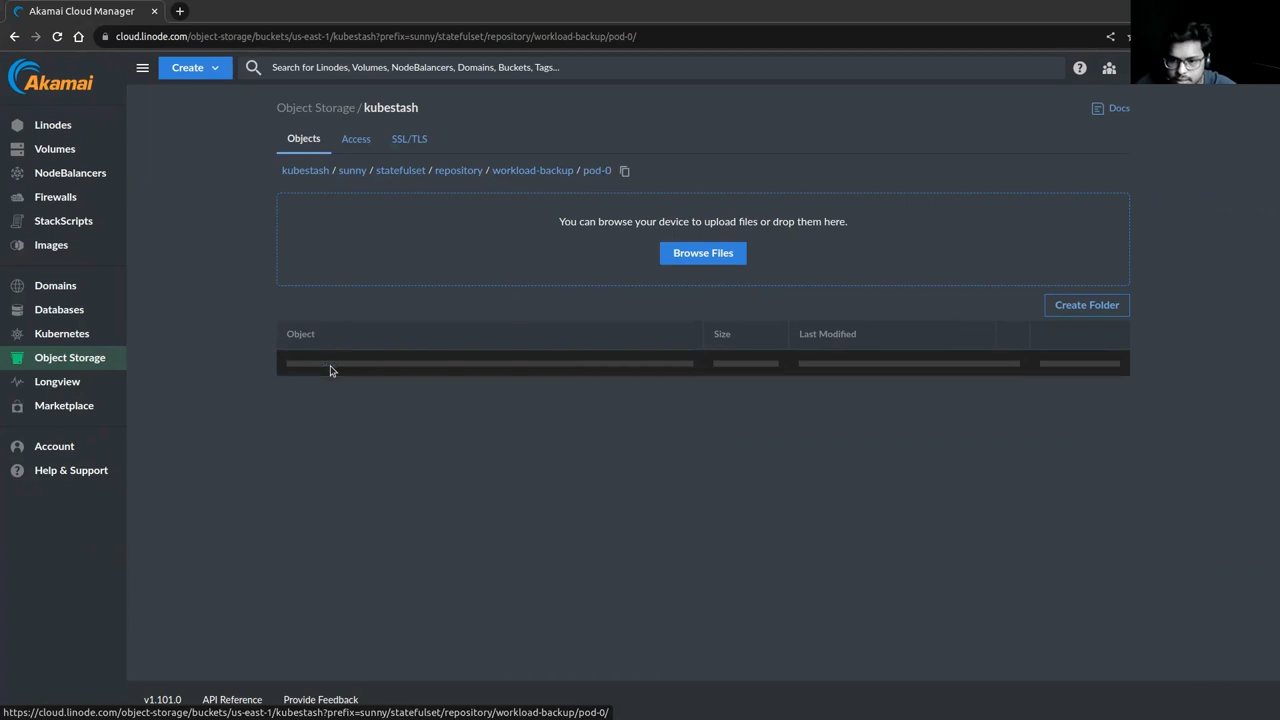 Akamai Cloud Manager
cloud.linode.com/object-storage/buckets/us-east-1/kubestash?prefix=sunny/statefulset/repository/workload-backup/pod-0/
Akamai
Create
Search for Linodes, Volumes, NodeBalancers, Domains, Buckets, Tags...
Linodes
Volumes
NodeBalancers
Firewalls
StackScripts
Images
Domains
Databases
Kubernetes
Object Storage
Longview
Marketplace
Account
Help & Support
Object Storage / kubestash
Docs
Objects
Access
SSL/TLS
kubestash / sunny / statefulset / repository / workload-backup / pod-0
You can browse your device to upload files or drop them here.
Browse Files
Create Folder
Object
Size
Last Modified
v1.101.0
API Reference
Provide Feedback
https://cloud.linode.com/object-storage/buckets/us-east-1/kubestash?prefix=sunny/statefulset/repository/workload-backup/pod-0/